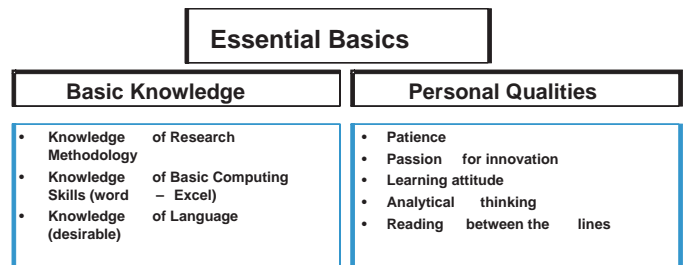 Essential Basics
Basic Knowledge
• Knowledge of Research
Methodology
• Knowledge of Basic Computing
Skills (word – Excel)
• Knowledge of Language
(desirable)
Personal Qualities
• Patience
• Passion for innovation
• Learning attitude
• Analytical thinking
• Reading between the lines